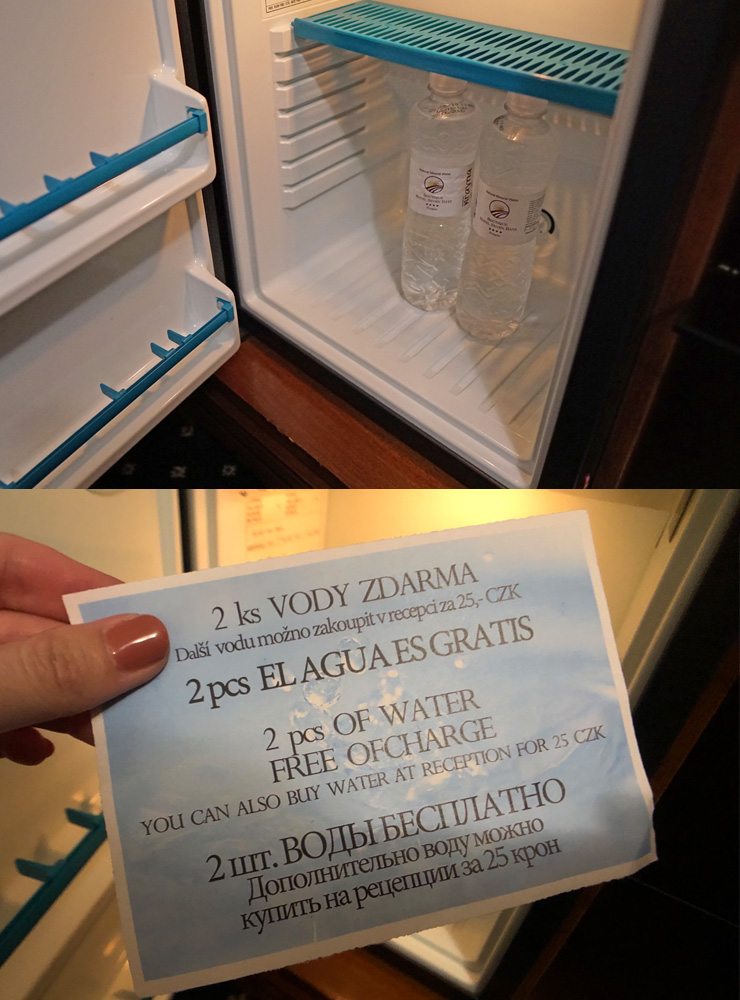 2 ks VODY ZDARMA
Další vodu možno zakoupit v recepci za 25,- CZK
2 pcs EL AGUA ES GRATIS
2 pcs OF WATER
FREE OFCHARGE
YOU CAN ALSO BUY WATER AT RECEPTION FOR 25 CZK
2 шт. ВОДЫ БЕСПЛАТНО
Дополнительно воду можно
купить на рецепции за 25 крон